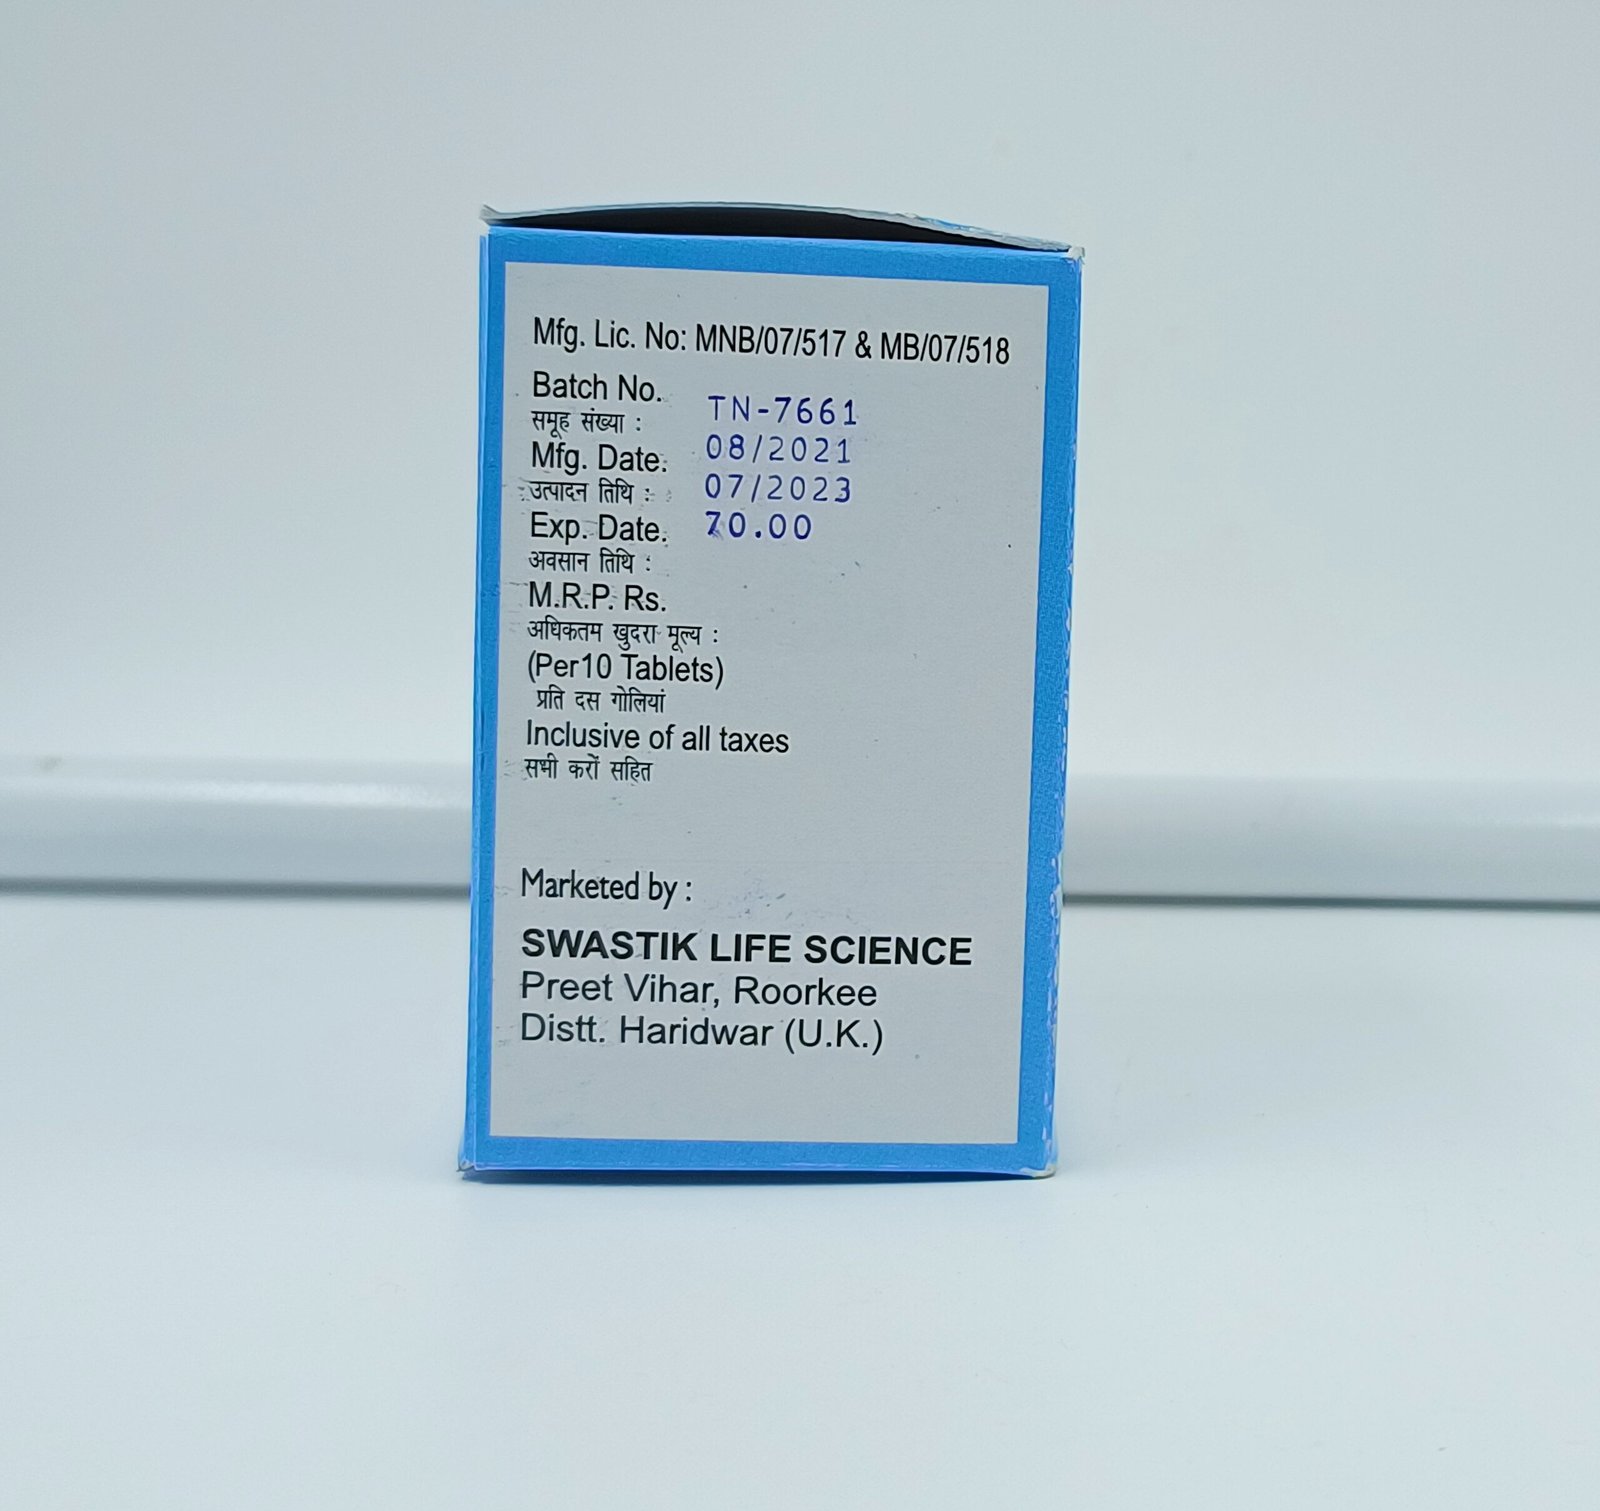 Mfg. Lic. No: MNB/07/517 & MB/07/518
Batch No.
समूह संख्या :
TN-7661
Mfg. Date.
08/2021
उत्पादन तिथि :
07/2023
Exp. Date.
70.00
अवसान तिथि :
M.R.P. Rs.
अधिकतम खुदरा मूल्य :
(Per10 Tablets)
प्रति दस गोलियां
Inclusive of all taxes
सभी करों सहित
Marketed by :
SWASTIK LIFE SCIENCE
Preet Vihar, Roorkee
Distt. Haridwar (U.K.)